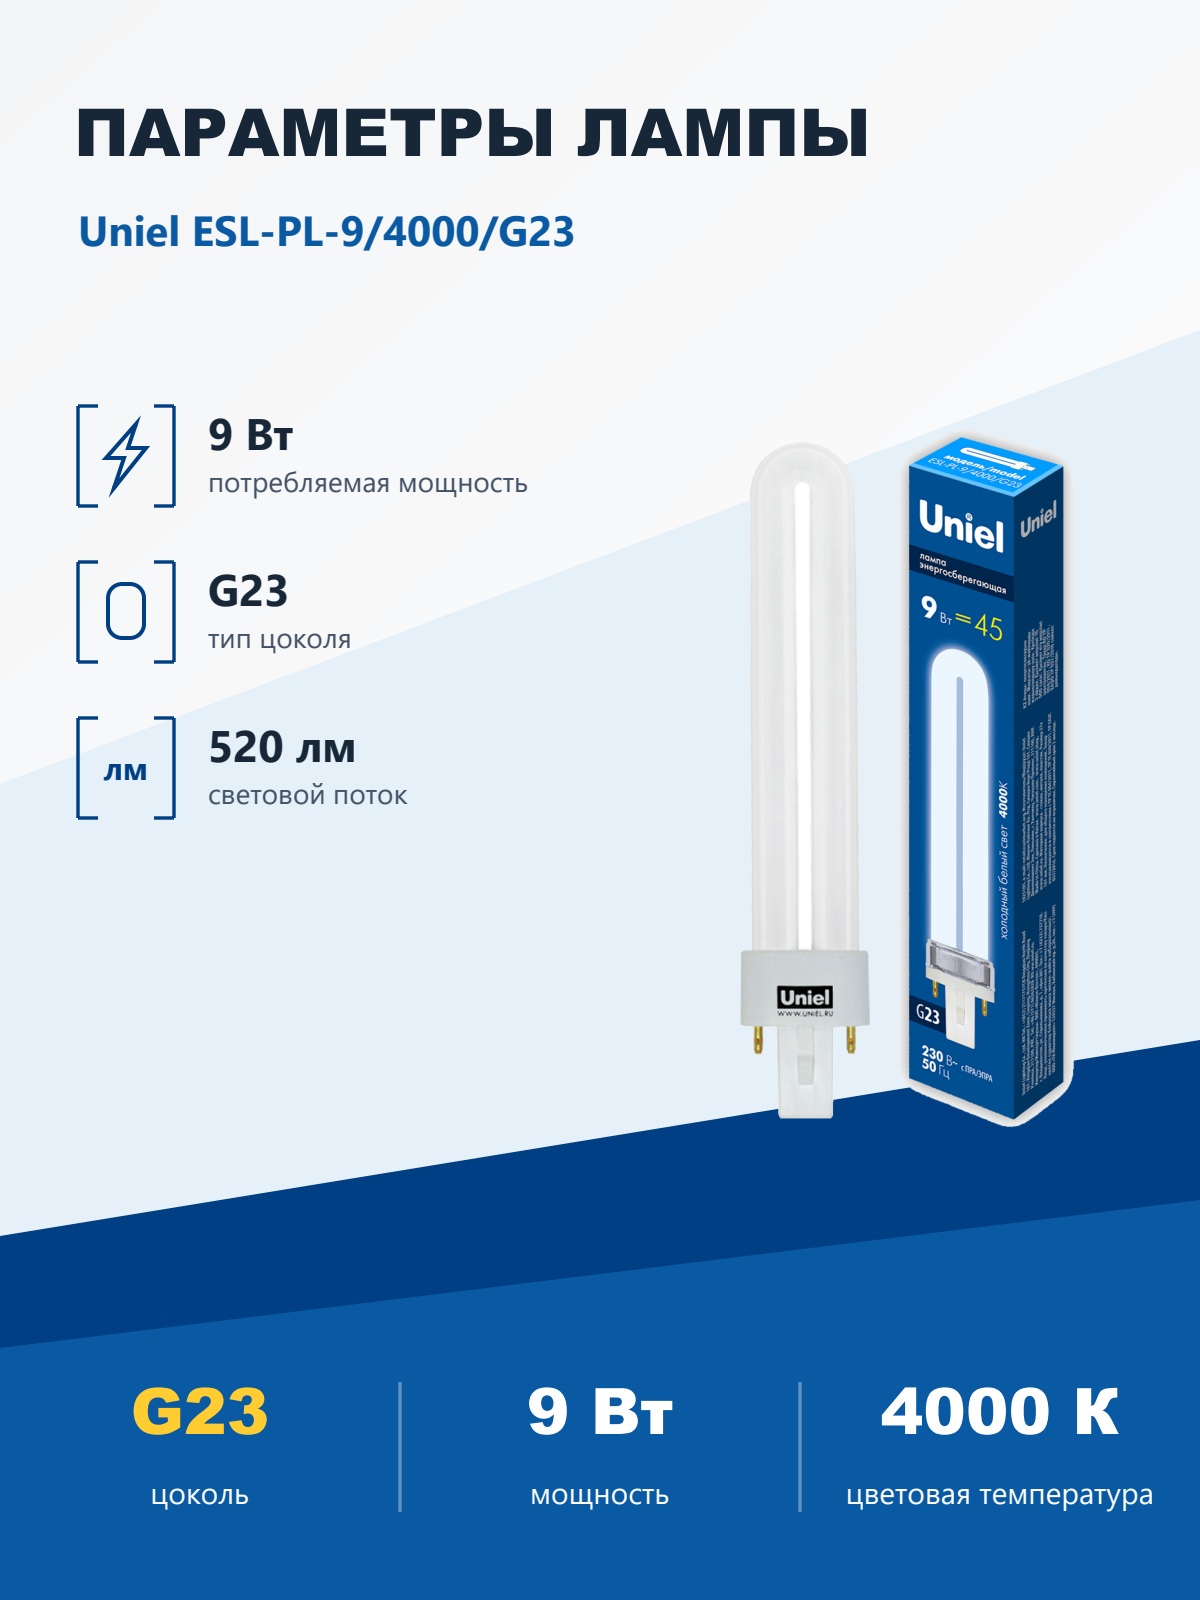 ПАРАМЕТРЫ ЛАМПЫ
Uniel ESL-PL-9/4000/G23
9 Вт
потребляемая мощность
G23
тип цоколя
лм
520 лм
световой поток
модель/model
ESL-PL-9/4000/G23
Uniel
Uniel
лампа
энергосберегающая
9 Вт = 45
холодный белый свет 4000К
G23
230 В~ с ПРА/ЭПРА
50 Гц
Uniel
WWW.UNIEL.RU
G23
цоколь
9 Вт
мощность
4000 К
цветовая температура